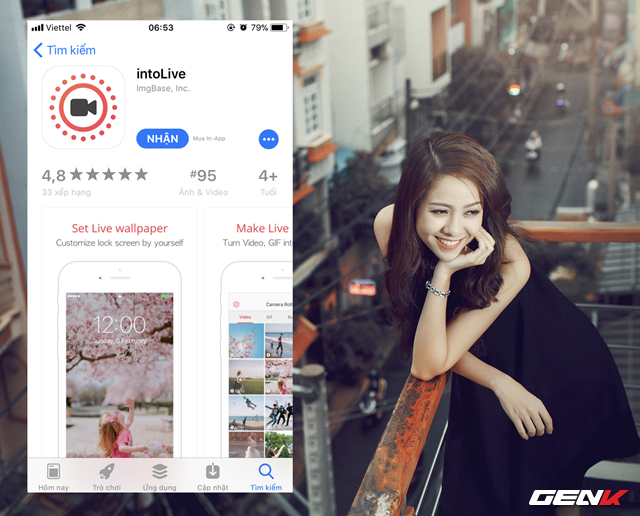 Viettel 06:53 79%
Tìm kiếm
intoLive
ImgBase, Inc.
NHẬN Mua In-App
4,8 #95 4+
33 xếp hạng Ảnh & Video Tuổi
Set Live wallpaper
Customize lock screen by yourself
Make Live
Turn Video, GIF int
12:00
Sunday, 5 February
Camera Roll
Video Gif
Hôm nay Trò chơi Ứng dụng Cập nhật Tìm kiếm
GENK